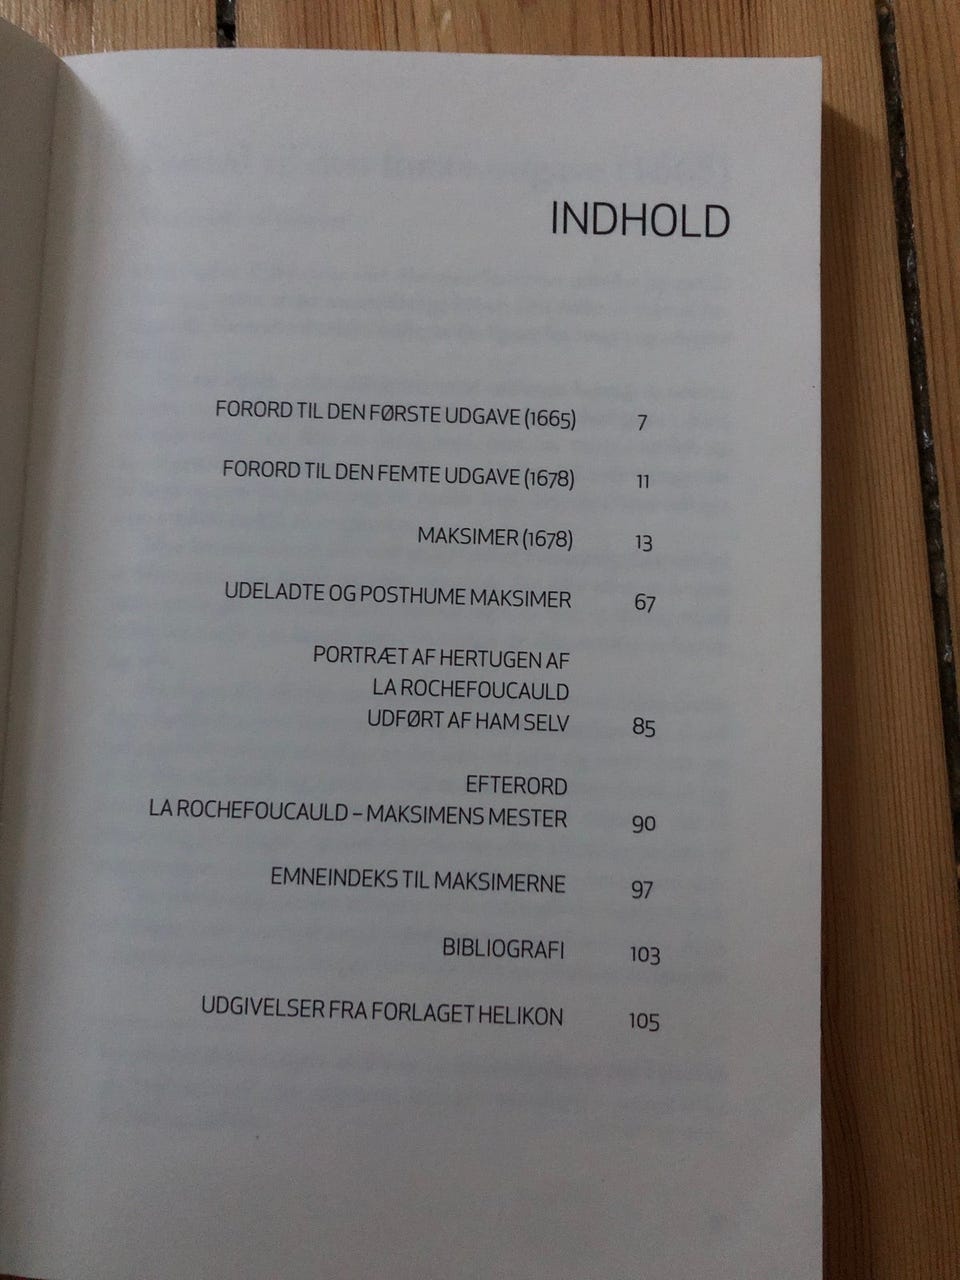 INDHOLD
FORORD TIL DEN FØRSTE UDGAVE (1665) 7
FORORD TIL DEN FEMTE UDGAVE (1678) 11
MAKSIMER (1678) 13
UDELADTE OG POSTHUME MAKSIMER 67
PORTRÆT AF HERTUGEN AF
LA ROCHEFOUCAULD
UDFØRT AF HAM SELV 85
EFTERORD
LA ROCHEFOUCAULD – MAKSIMENS MESTER 90
EMNEINDEKS TIL MAKSIMERNE 97
BIBLIOGRAFI 103
UDGIVELSER FRA FORLAGET HELIKON 105